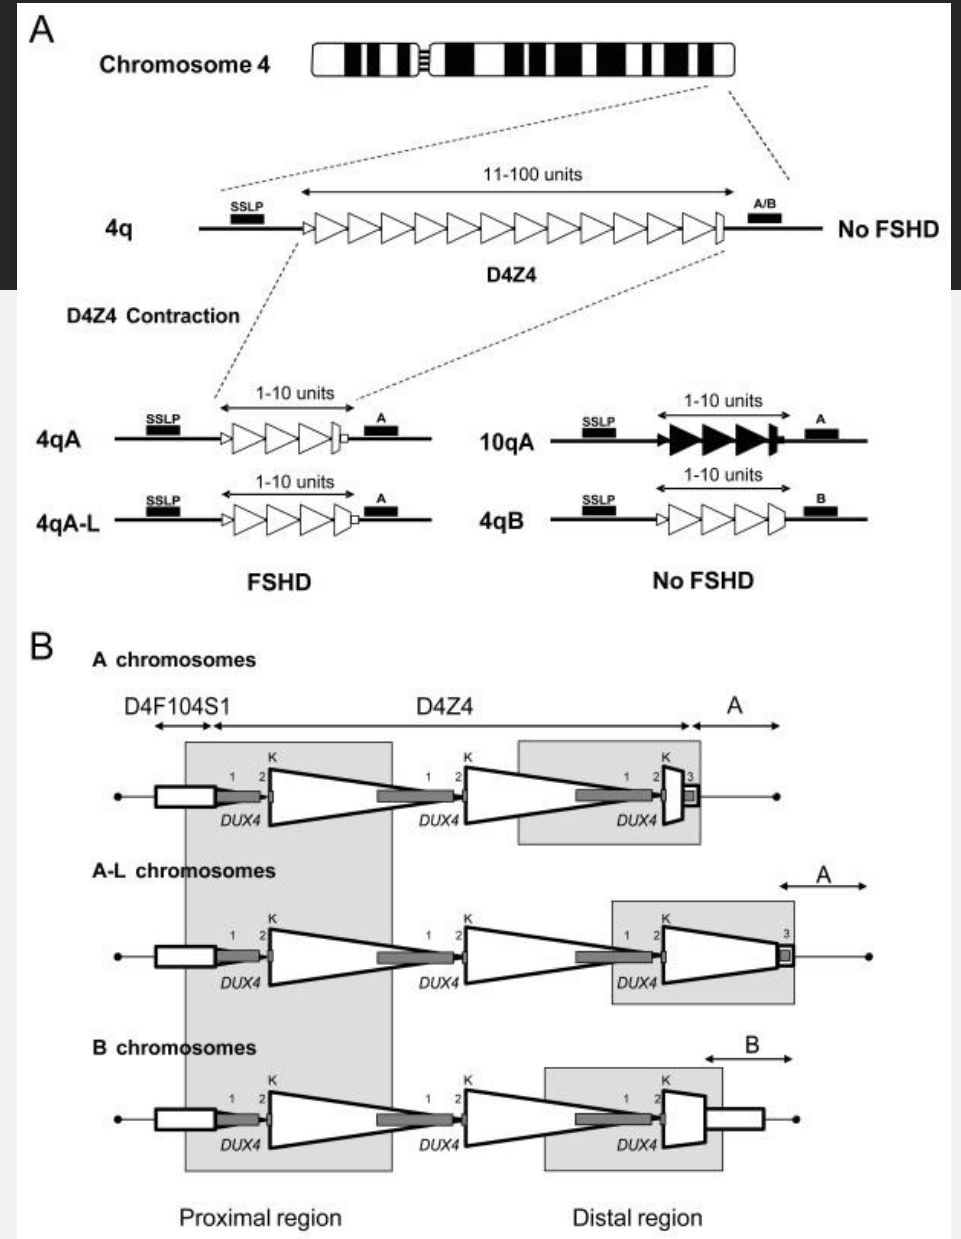 A
Chromosome 4
11-100 units
SSLP
A/B
4q
No FSHD
D4Z4
D4Z4 Contraction
1-10 units
SSLP
A
4qA
1-10 units
SSLP
A
10qA
1-10 units
SSLP
A
4qA-L
1-10 units
SSLP
B
4qB
FSHD
No FSHD
B
A chromosomes
D4F104S1
D4Z4
A
K
K
K
1 2
1 2
1 2
3
DUX4
DUX4
DUX4
A-L chromosomes
A
K
K
K
1 2
1 2
1 2
3
DUX4
DUX4
DUX4
B chromosomes
B
K
K
K
1 2
1 2
1 2
DUX4
DUX4
DUX4
Proximal region
Distal region